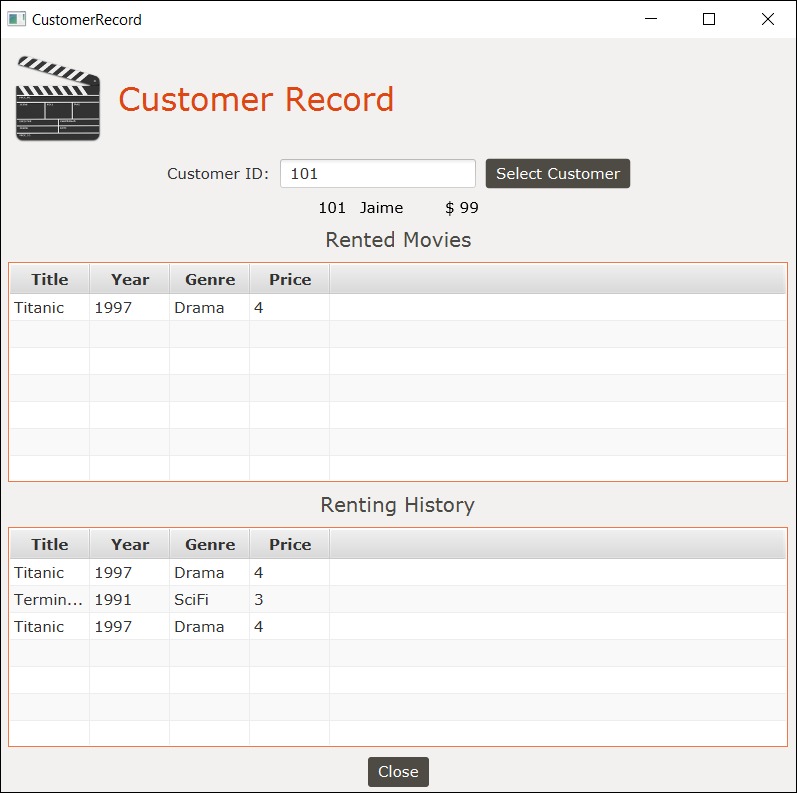 CustomerRecord
Customer Record
Customer ID: 101 Select Customer
101 Jaime $ 99
Rented Movies
Title Year Genre Price
Titanic 1997 Drama 4
Renting History
Title Year Genre Price
Titanic 1997 Drama 4
Termin... 1991 SciFi 3
Titanic 1997 Drama 4
Close